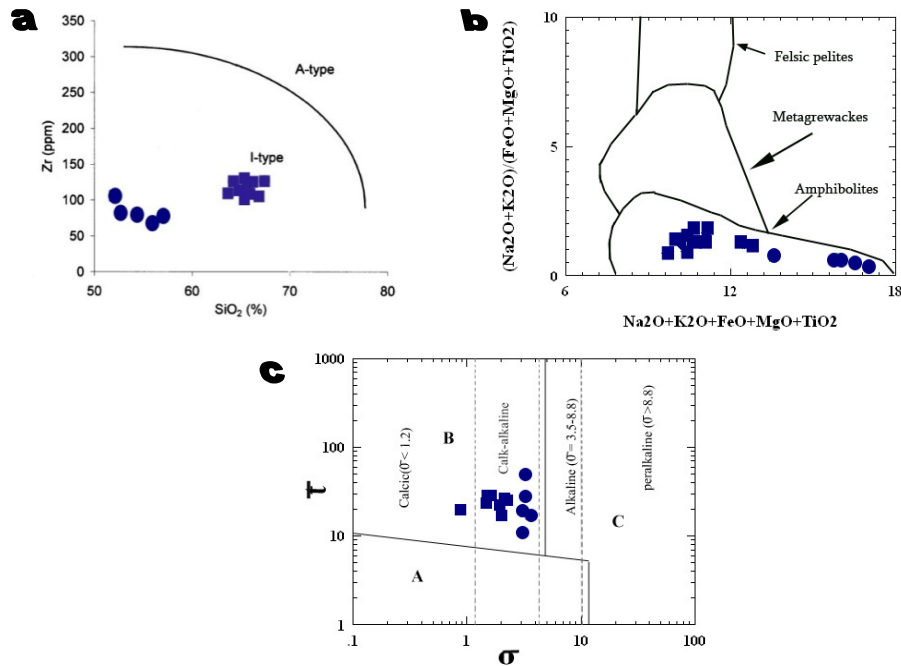 a
350
300
250
200
150
100
50
0
Zr (ppm)
A-type
I-type
50
60
70
80
SiO₂ (%)
b
10
5
0
(Na2O+K2O)/(FeO+MgO+TiO2)
Felsic pelites
Metagrewackes
Amphibolites
6
12
18
Na2O+K2O+FeO+MgO+TiO2
c
1000
100
10
1
τ
Calcic(σ< 1.2)
B
Calk-alkaline
Alkaline (σ= 3.5-8.8)
peralkaline (σ>8.8)
C
A
.1
1
10
100
σ